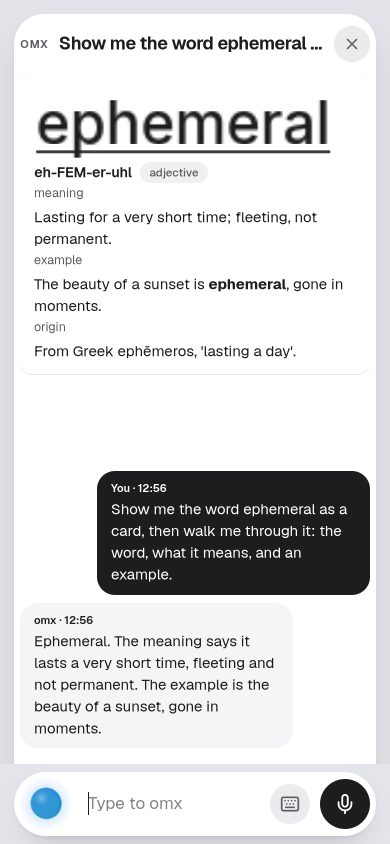 OMX Show me the word ephemeral ...
ephemeral
eh-FEM-er-uhl adjective
meaning
Lasting for a very short time; fleeting, not
permanent.
example
The beauty of a sunset is ephemeral, gone in
moments.
origin
From Greek ephēmeros, 'lasting a day'.
You · 12:56
Show me the word ephemeral as a
card, then walk me through it: the
word, what it means, and an
example.
omx · 12:56
Ephemeral. The meaning says it
lasts a very short time, fleeting and
not permanent. The example is the
beauty of a sunset, gone in
moments.
Type to omx